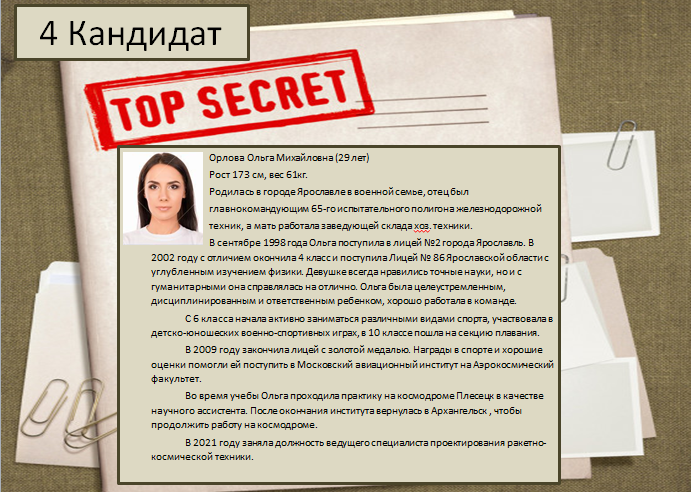 4 Кандидат
TOP SECRET
Орлова Ольга Михайловна (29 лет)
Рост 173 см, вес 61кг.
Родилась в городе Ярославле в военной семье, отец был
главнокомандующим 65-го испытательного полигона железнодорожной
техник, а мать работала заведующей склада хоз. техники.
В сентябре 1998 года Ольга поступила в лицей №2 города Ярославль. В
2002 году с отличием окончила 4 класс и поступила Лицей № 86 Ярославской области с
углубленным изучением физики. Девушке всегда нравились точные науки, но и с
гуманитарными она справлялась на отлично. Ольга была целеустремленным,
дисциплинированным и ответственным ребенком, хорошо работала в команде.
С 6 класса начала активно заниматься различными видами спорта, участвовала в
детско-юношеских военно-спортивных играх, в 10 классе пошла на секцию плавания.
В 2009 году закончила лицей с золотой медалью. Награды в спорте и хорошие
оценки помогли ей поступить в Московский авиационный институт на Аэрокосмический
факультет.
Во время учебы Ольга проходила практику на космодроме Плесецк в качестве
научного ассистента. После окончания института вернулась в Архангельск , чтобы
продолжить работу на космодроме.
В 2021 году заняла должность ведущего специалиста проектирования ракетно-
космической техники.